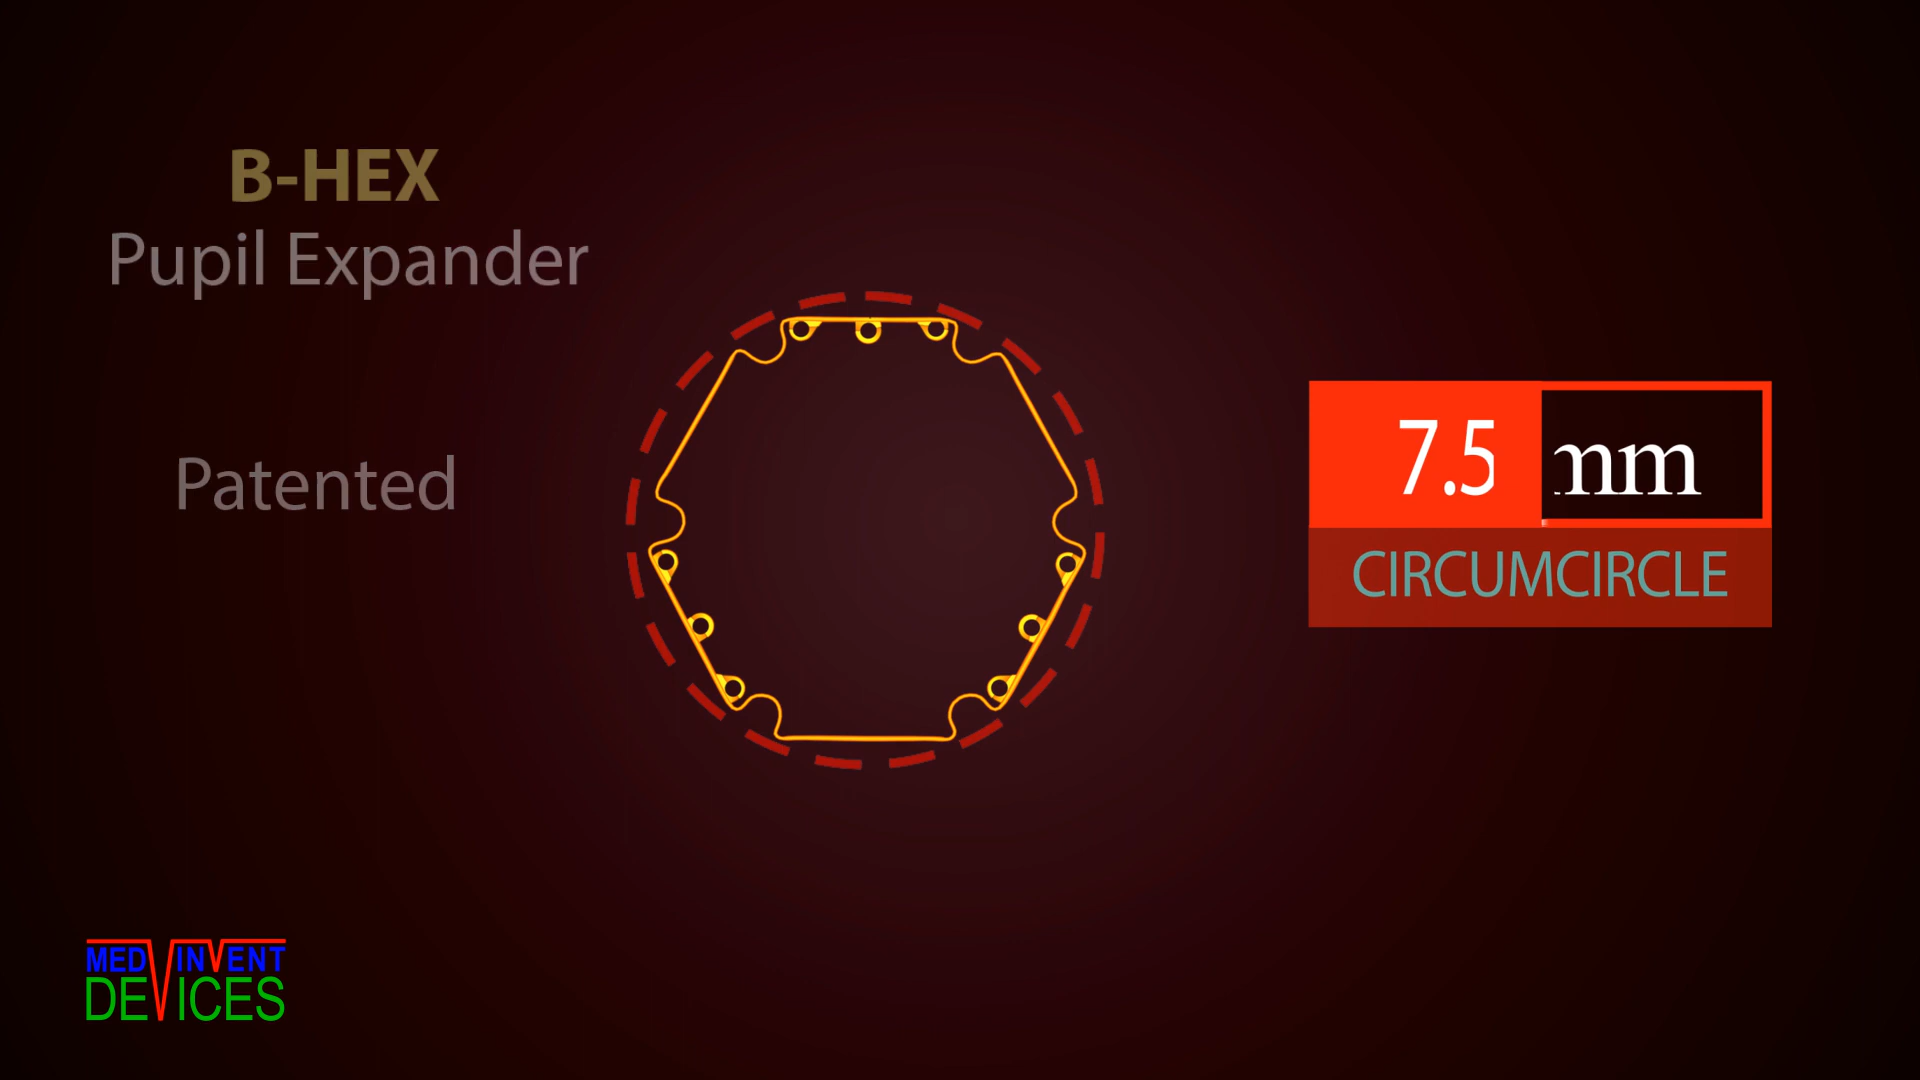 B-HEX
Pupil Expander
Patented
7.5 mm
CIRCUMCIRCLE
MEDINVENT
DEVICES